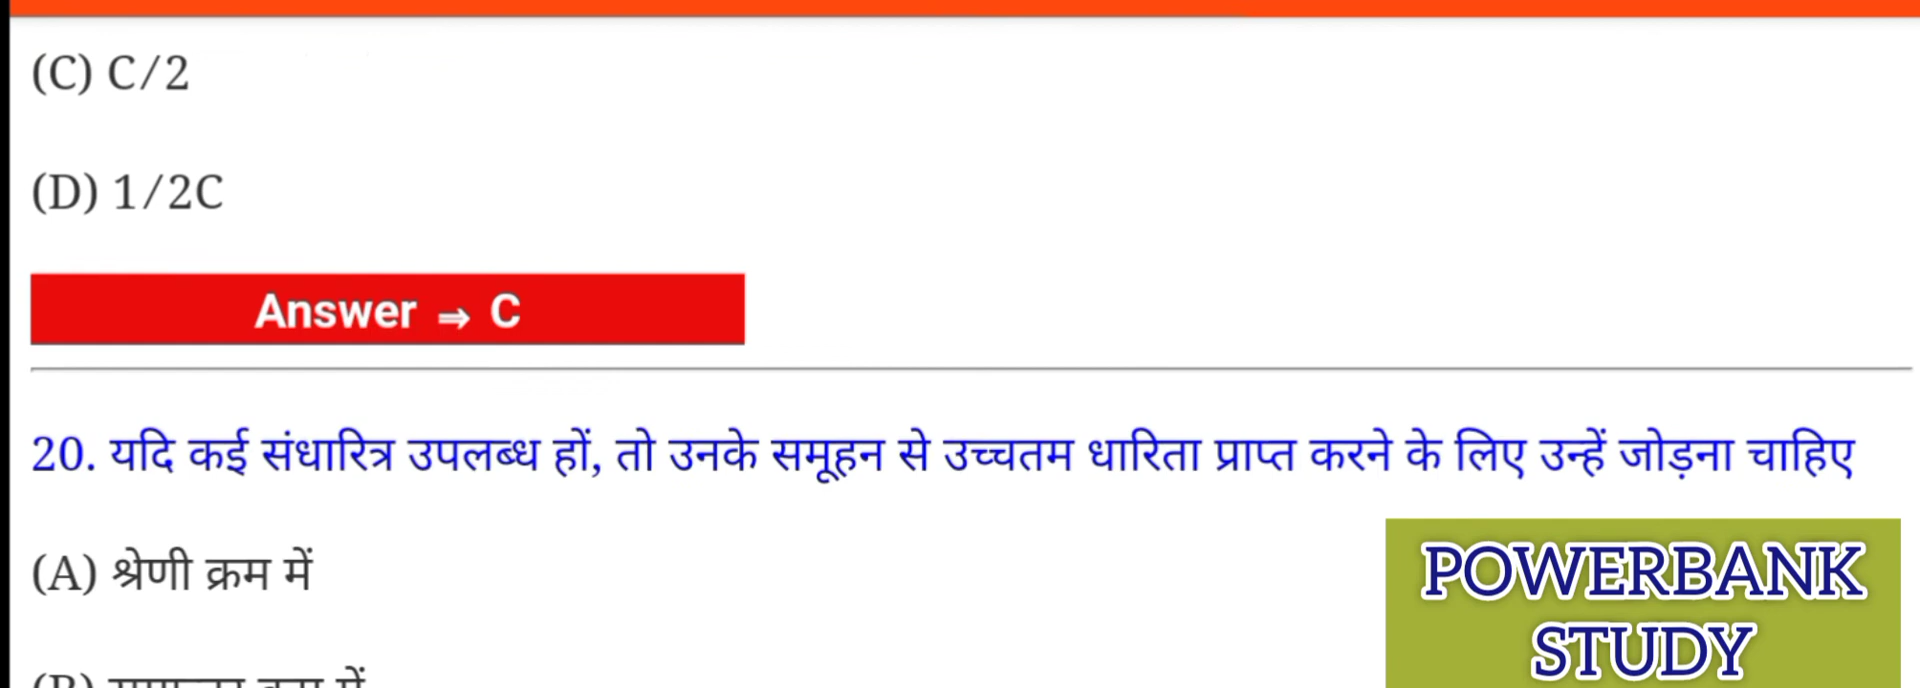 (C) C/2
(D) 1/2C
Answer ⇒ C
20. यदि कई संधारित्र उपलब्ध हों, तो उनके समूहन से उच्चतम धारिता प्राप्त करने के लिए उन्हें जोड़ना चाहिए
(A) श्रेणी क्रम में
POWERBANK
STUDY